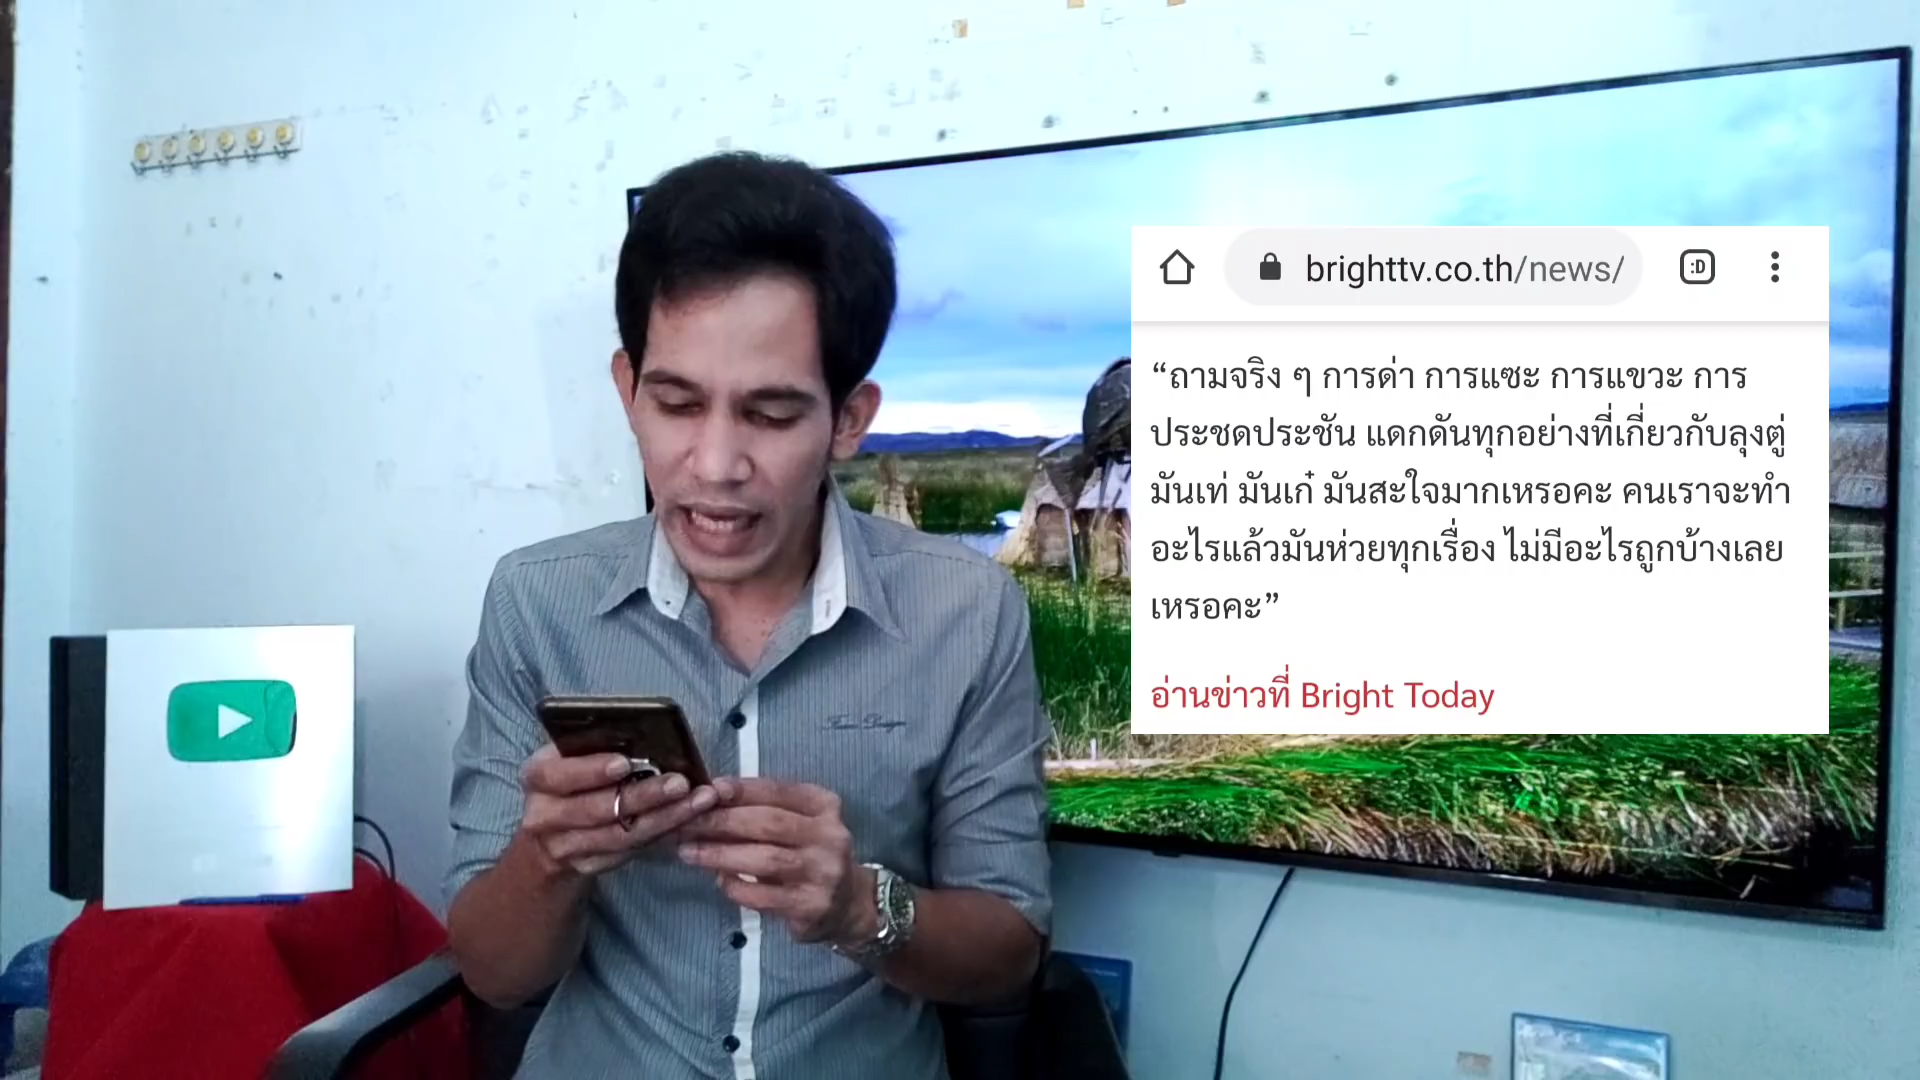 brighttv.co.th/news/
:D
“ถามจริง ๆ การด่า การแซะ การแขวะ การ
ประชดประชัน แดกดันทุกอย่างที่เกี่ยวกับลุงตู่
มันเท่ มันเก๋ มันสะใจมากเหรอคะ คนเราจะทำ
อะไรแล้วมันห่วยทุกเรื่อง ไม่มีอะไรถูกบ้างเลย
เหรอคะ”
อ่านข่าวที่ Bright Today